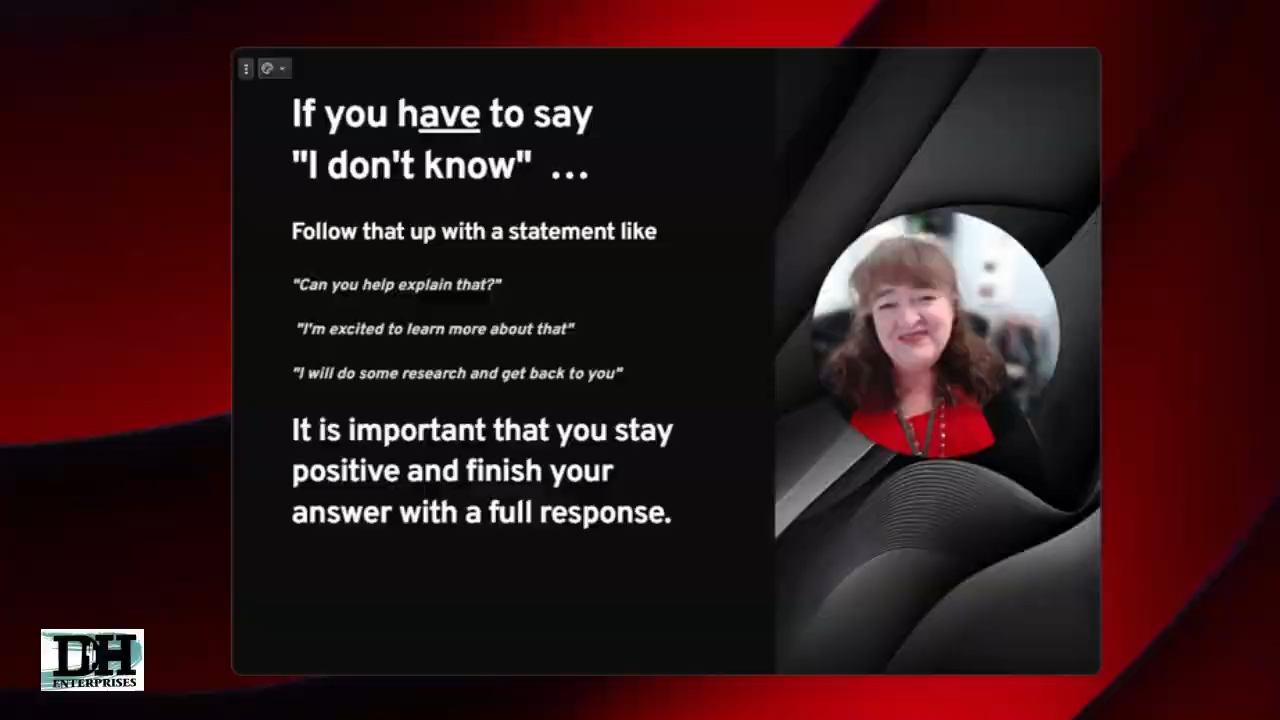 If you have to say
"I don't know" ...
Follow that up with a statement like
"Can you help explain that?"
"I'm excited to learn more about that"
"I will do some research and get back to you"
It is important that you stay
positive and finish your
answer with a full response.
DH
ENTERPRISES